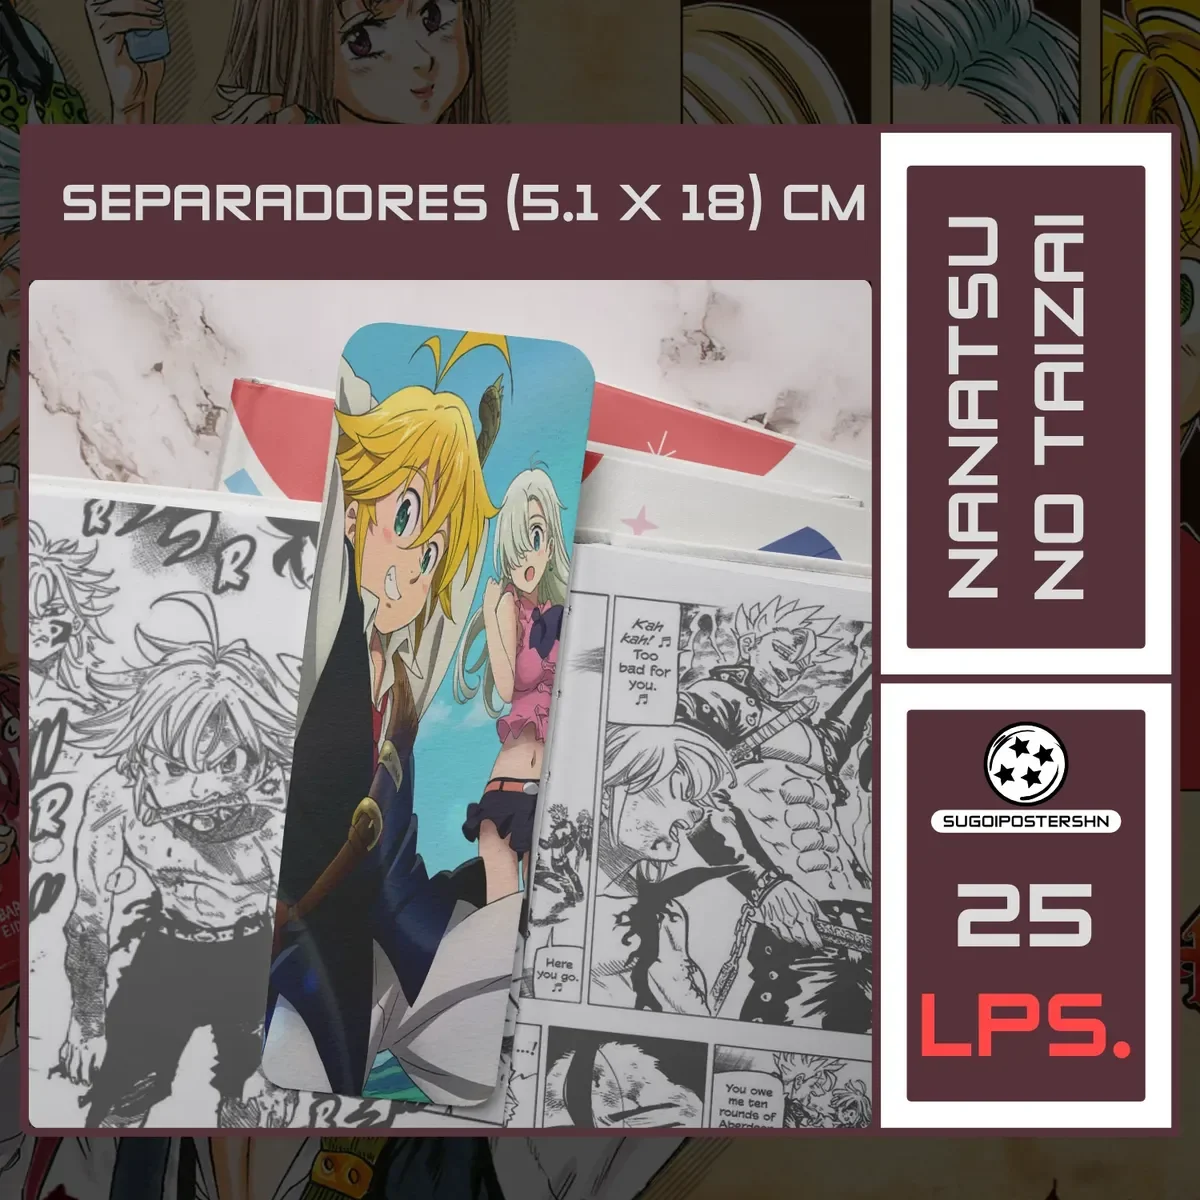 SEPARADORES (5.1 X 18) CM
NANATSU
NO TAIZAI
SUGOIPOSTERSHN
25
LPS.
Kah
kah! ♬
Too
bad for
you.
♬
Here
you go.
♬
...!
You owe
me ten
rounds of